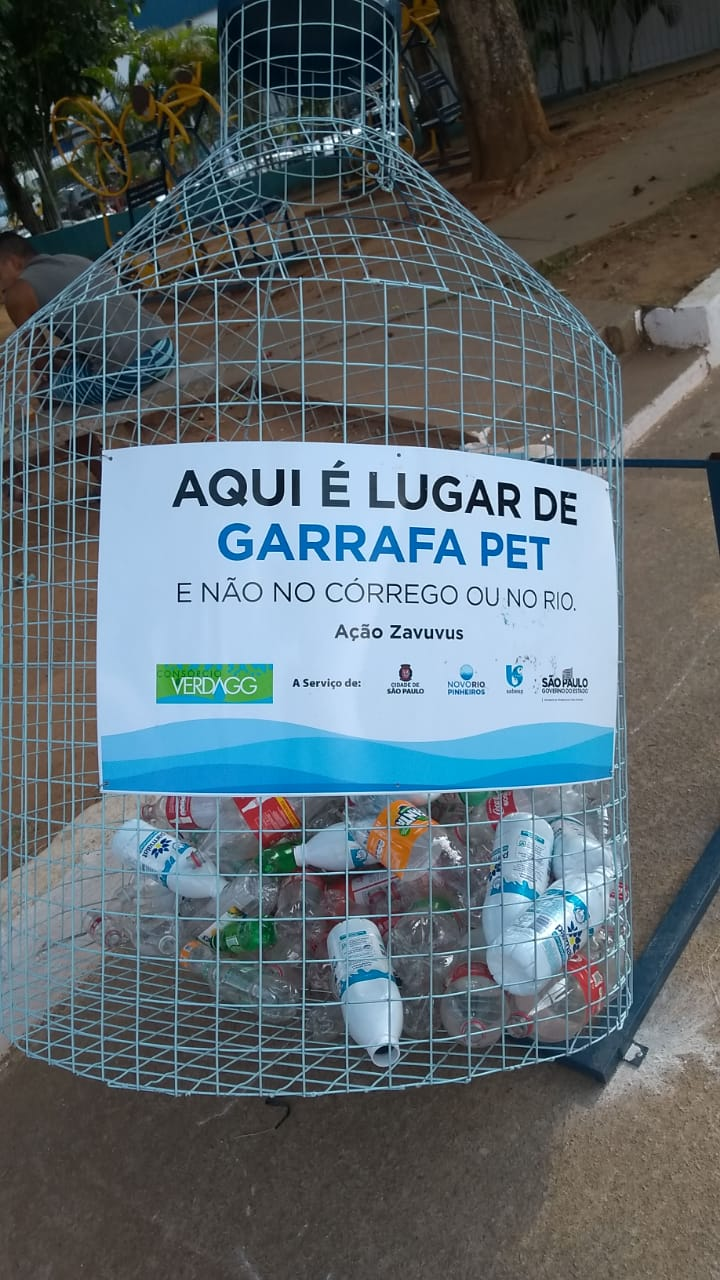 AQUI É LUGAR DE
GARRAFA PET
E NÃO NO CÓRREGO OU NO RIO.
Ação Zavuvus
CONSÓRCIO
VERDAGG
A Serviço de:
CIDADE DE
SÃO PAULO
NOVO RIO
PINHEIROS
sabesp
SÃO PAULO
GOVERNO DO ESTADO